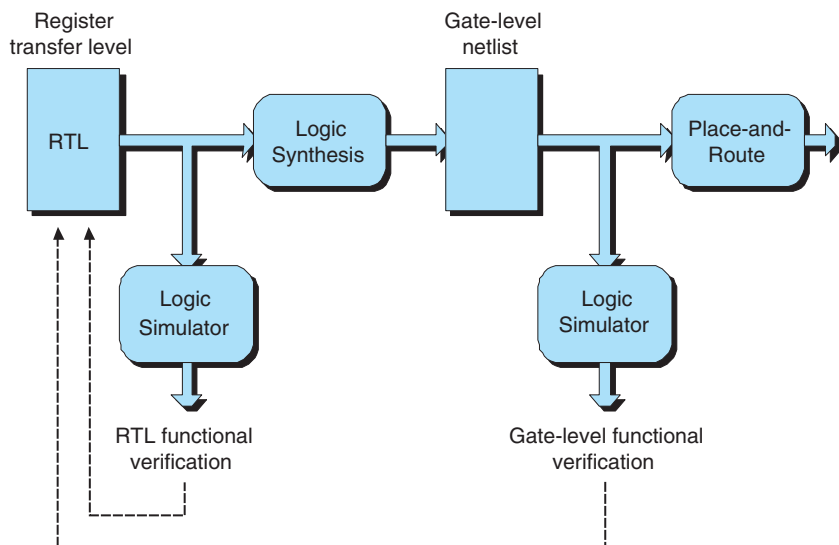 Register
transfer level
Gate-level
netlist
RTL
Logic
Synthesis
Place-and-
Route
Logic
Simulator
Logic
Simulator
RTL functional
verification
Gate-level functional
verification